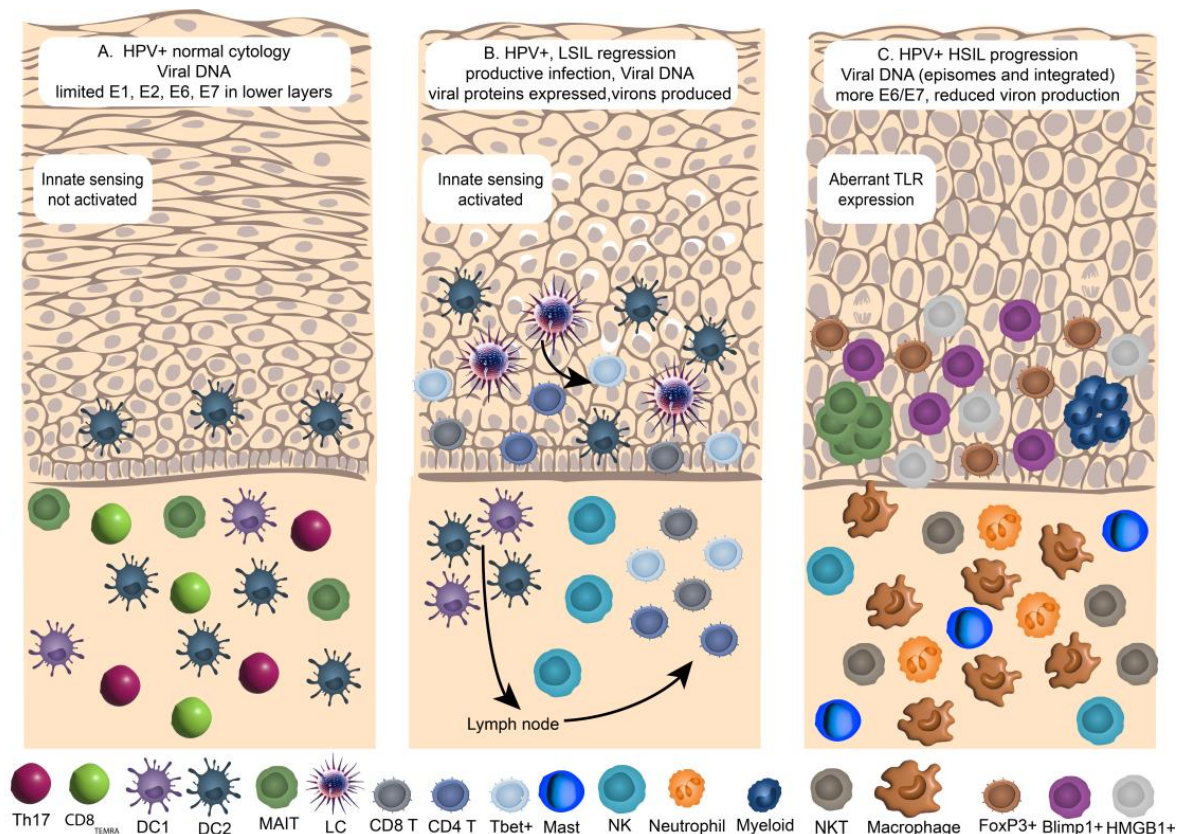 A. HPV+ normal cytology
Viral DNA
limited E1, E2, E6, E7 in lower layers
Innate sensing
not activated
B. HPV+, LSIL regression
productive infection, Viral DNA
viral proteins expressed,virons produced
Innate sensing
activated
Lymph node
C. HPV+ HSIL progression
Viral DNA (episomes and integrated)
more E6/E7, reduced viron production
Aberrant TLR
expression
Th17
CD8 TEMRA
DC1
DC2
MAIT
LC
CD8 T
CD4 T
Tbet+
Mast
NK
Neutrophil
Myeloid
NKT
Macrophage
FoxP3+
Blimp1+
HMGB1+